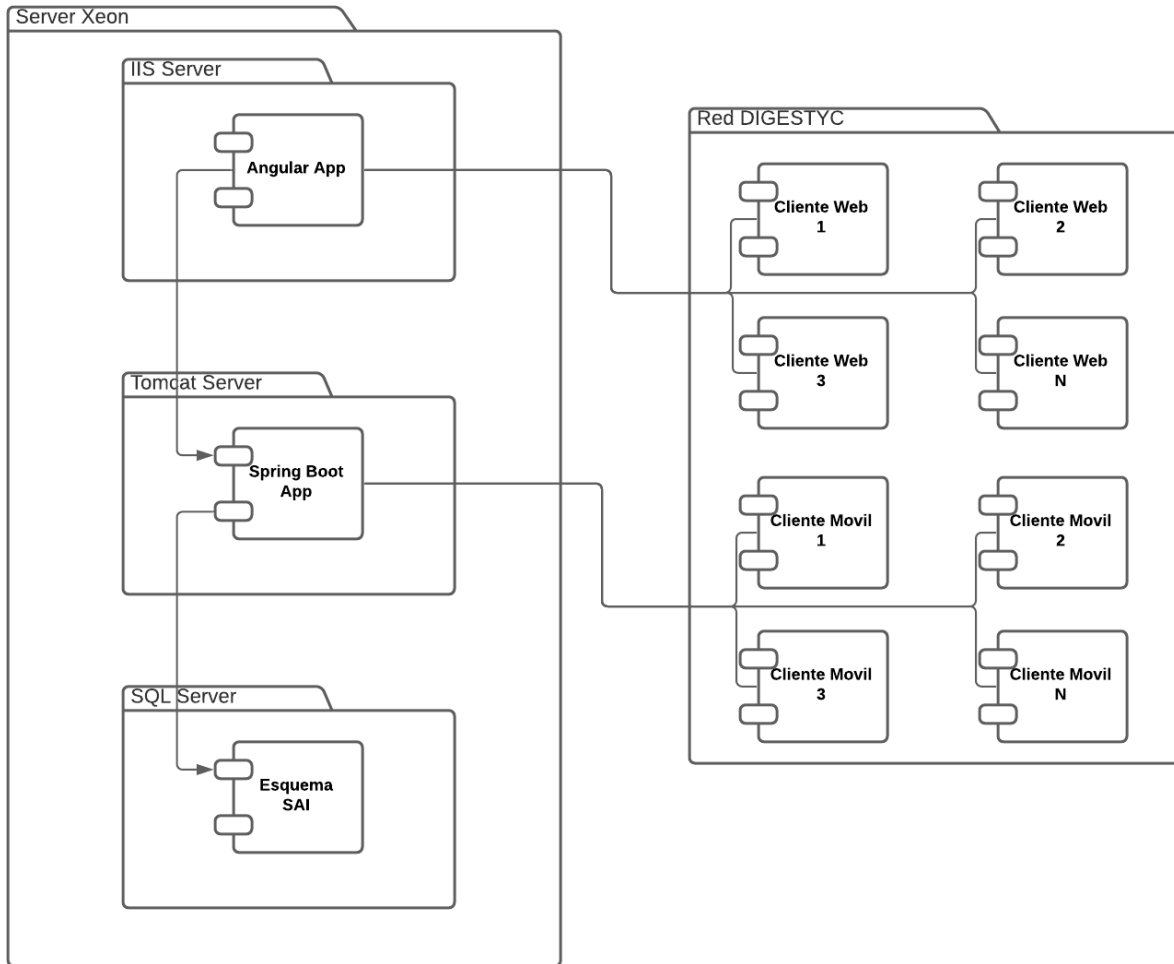 Server Xeon
IIS Server
Angular App
Tomcat Server
Spring Boot
App
SQL Server
Esquema
SAI
Red DIGESTYC
Cliente Web
1
Cliente Web
2
Cliente Web
3
Cliente Web
N
Cliente Movil
1
Cliente Movil
2
Cliente Movil
3
Cliente Movil
N